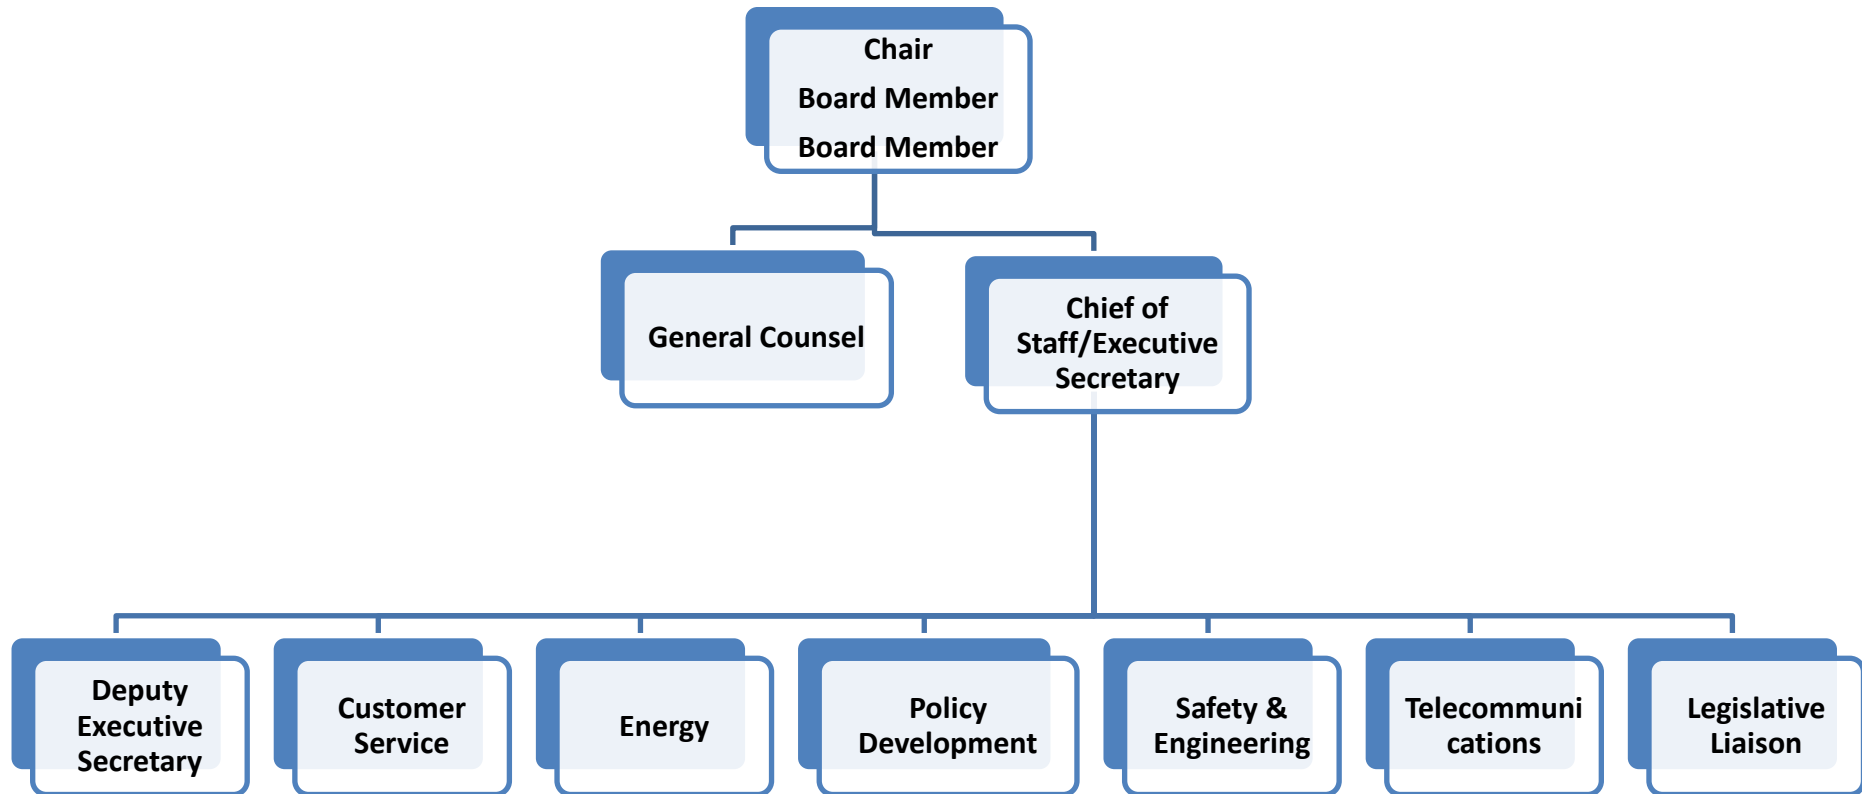 Chair
Board Member
Board Member
General Counsel
Chief of
Staff/Executive
Secretary
Deputy
Executive
Secretary
Customer
Service
Energy
Policy
Development
Safety &
Engineering
Telecommuni
cations
Legislative
Liaison